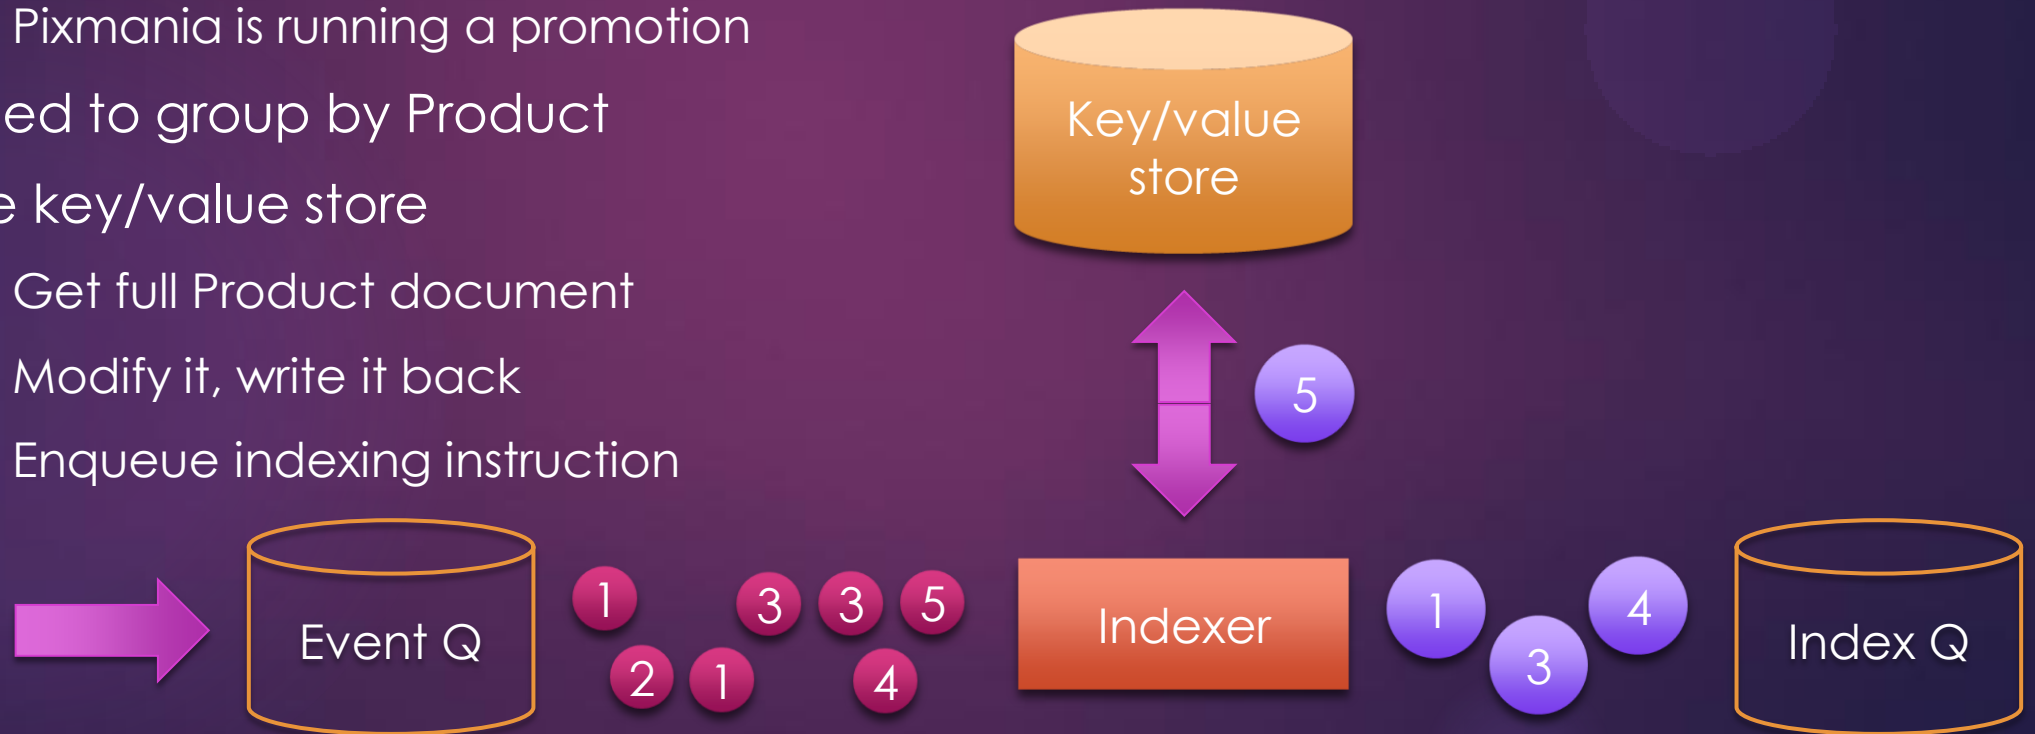 Pixmania is running a promotion
ed to group by Product
e key/value store
Get full Product document
Modify it, write it back
Enqueue indexing instruction
Key/value
store
5
Event Q
1
2
1
3
3
4
5
Indexer
1
3
4
Index Q